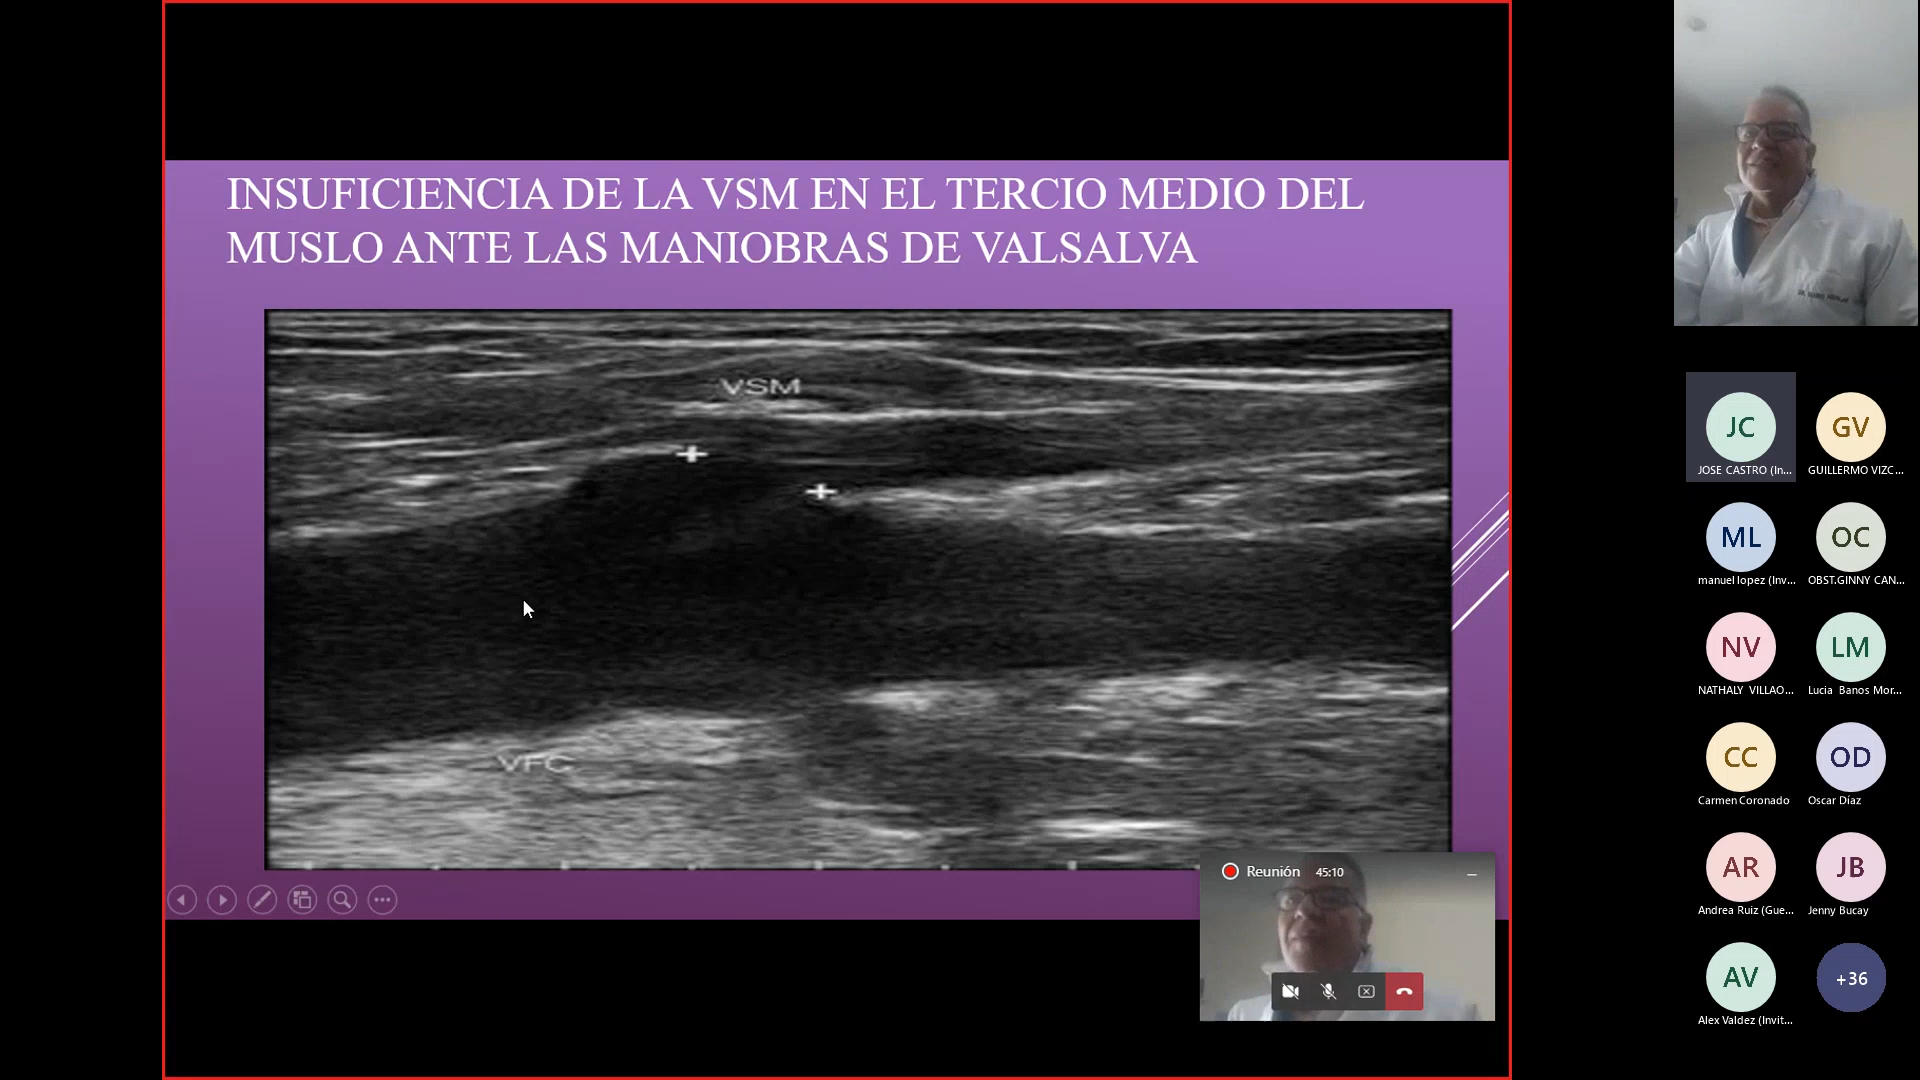 INSUFICIENCIA DE LA VSM EN EL TERCIO MEDIO DEL
MUSLO ANTE LAS MANIOBRAS DE VALSALVA
VSM
VFC
Reunión 45:10
JC
JOSE CASTRO (In...
GV
GUILLERMO VIZC...
ML
manuel lopez (Inv...
OC
OBST.GINNY CAN...
NV
NATHALY VILLAO...
LM
Lucia Banos Mor...
CC
Carmen Coronado
OD
Oscar Díaz
AR
Andrea Ruiz (Gue...
JB
Jenny Bucay
AV
Alex Valdez (Invit...
+36